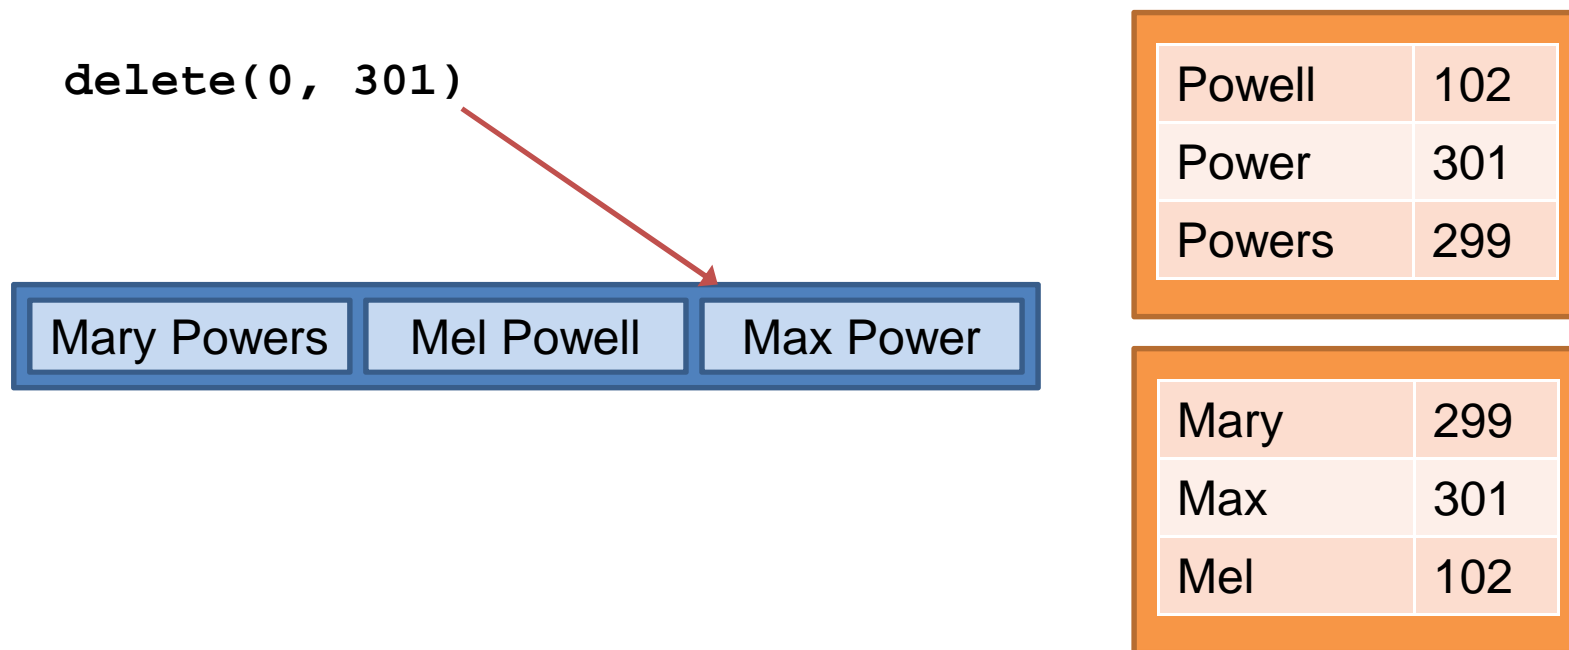 delete(0, 301)
Mary Powers Mel Powell Max Power
Powell 102
Power 301
Powers 299
Mary 299
Max 301
Mel 102